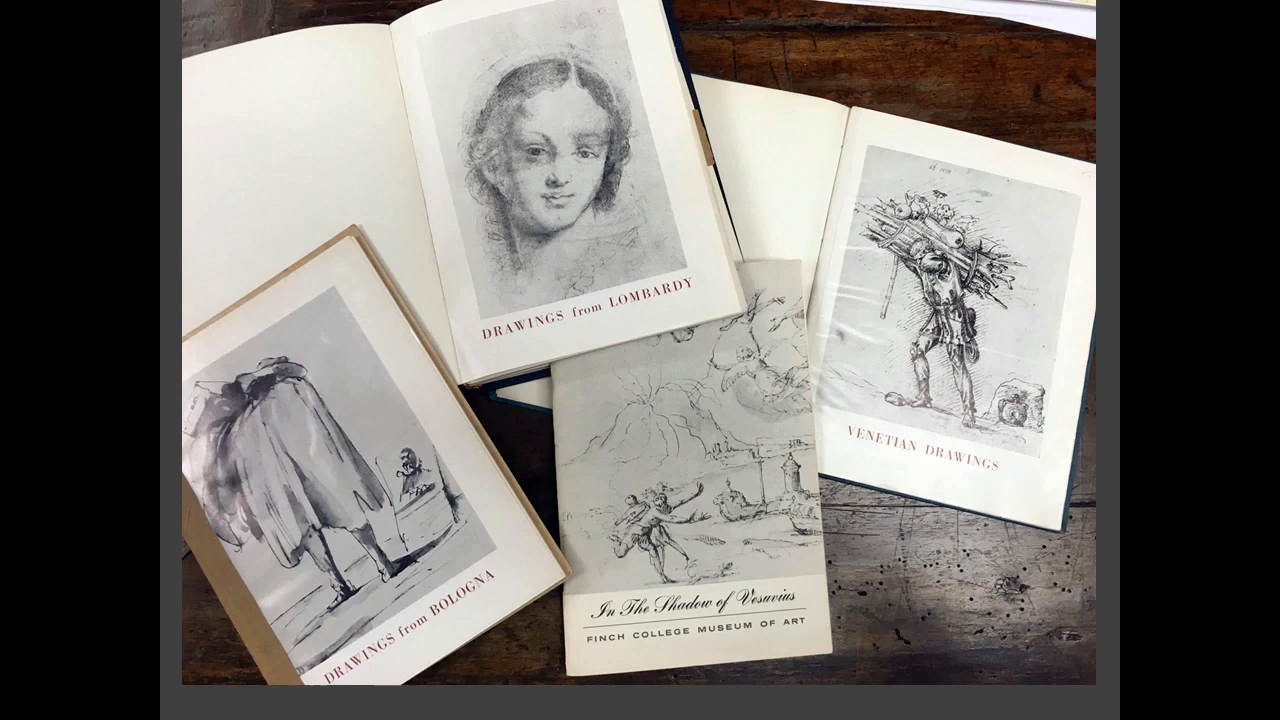 DRAWINGS from LOMBARDY
VENETIAN DRAWINGS
DRAWINGS from BOLOGNA
In The Shadow of Vesuvius
FINCH COLLEGE MUSEUM OF ART